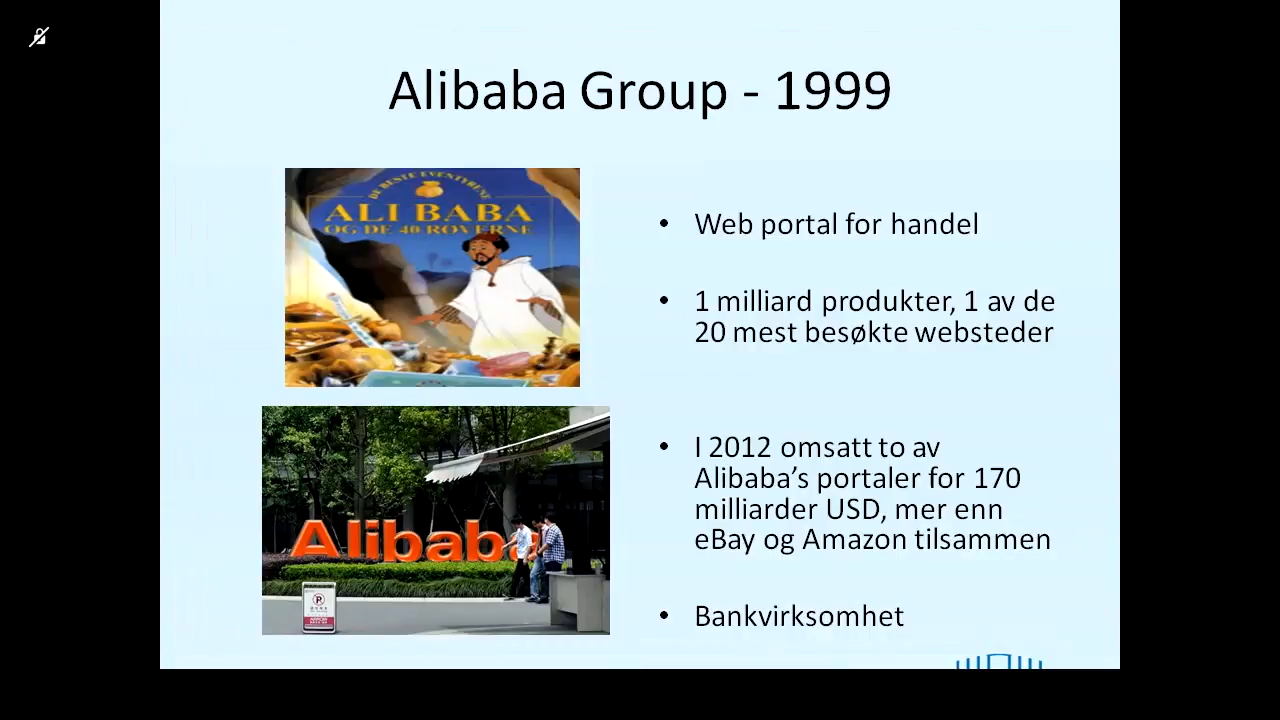 Alibaba Group - 1999
DE BESTE EVENTYRENE
ALI BABA
OG DE 40 RØVERNE
• Web portal for handel
• 1 milliard produkter, 1 av de
20 mest besøkte websteder
• I 2012 omsatt to av
Alibaba’s portaler for 170
milliarder USD, mer enn
eBay og Amazon tilsammen
• Bankvirksomhet
Alibaba
P